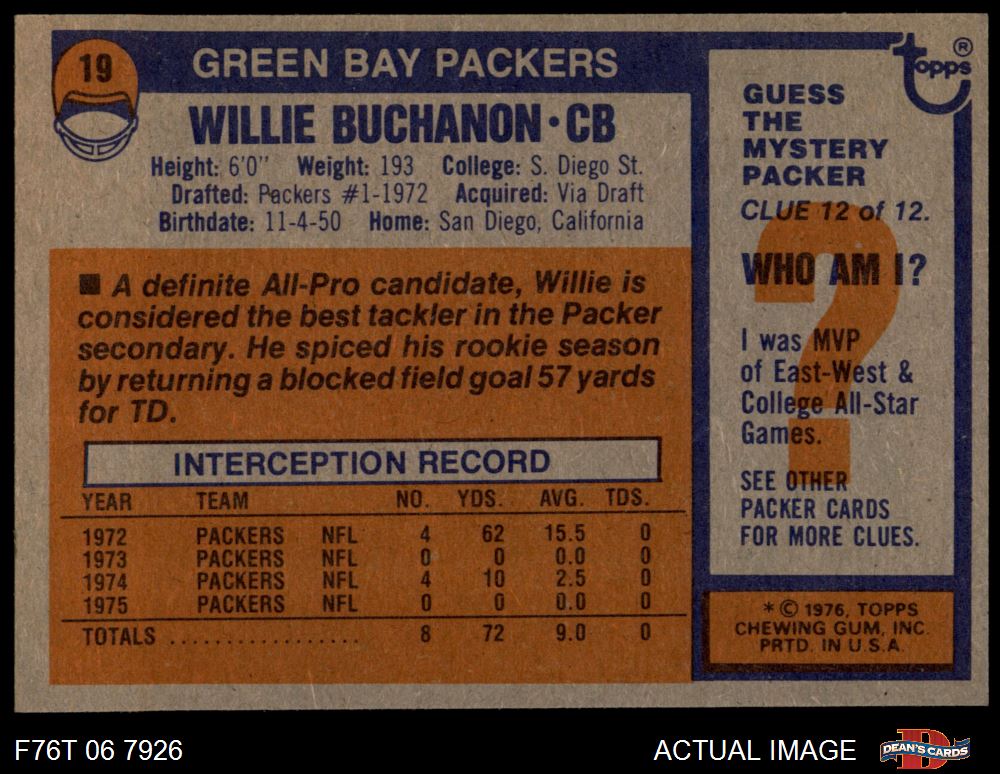 19
GREEN BAY PACKERS
WILLIE BUCHANON • CB
Height: 6'0" Weight: 193 College: S. Diego St.
Drafted: Packers #1-1972 Acquired: Via Draft
Birthdate: 11-4-50 Home: San Diego, California
■ A definite All-Pro candidate, Willie is
considered the best tackler in the Packer
secondary. He spiced his rookie season
by returning a blocked field goal 57 yards
for TD.
INTERCEPTION RECORD
YEAR TEAM NO. YDS. AVG. TDS.
1972 PACKERS NFL 4 62 15.5 0
1973 PACKERS NFL 0 0 0.0 0
1974 PACKERS NFL 4 10 2.5 0
1975 PACKERS NFL 0 0 0.0 0
TOTALS .................. 8 72 9.0 0
Topps ®
GUESS
THE
MYSTERY
PACKER
CLUE 12 of 12.
?
WHO AM I?
I was MVP
of East-West &
College All-Star
Games.
SEE OTHER
PACKER CARDS
FOR MORE CLUES.
* © 1976, TOPPS
CHEWING GUM, INC.
PRTD. IN U.S.A.
F76T 06 7926
ACTUAL IMAGE
DEAN'S CARDS